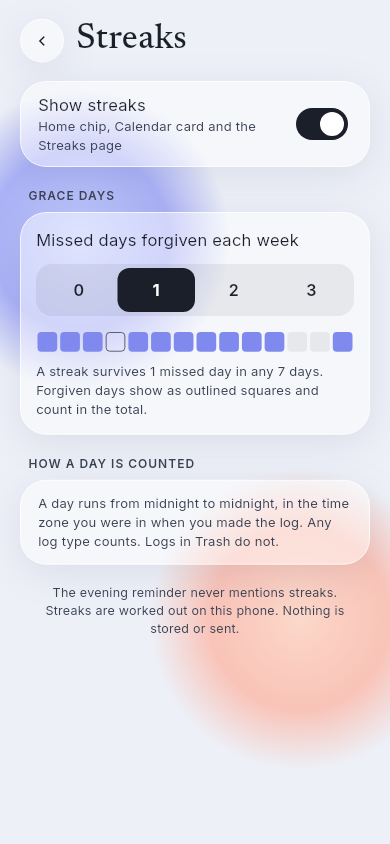 Streaks
Show streaks
Home chip, Calendar card and the
Streaks page
GRACE DAYS
Missed days forgiven each week
0 1 2 3
A streak survives 1 missed day in any 7 days.
Forgiven days show as outlined squares and
count in the total.
HOW A DAY IS COUNTED
A day runs from midnight to midnight, in the time
zone you were in when you made the log. Any
log type counts. Logs in Trash do not.
The evening reminder never mentions streaks.
Streaks are worked out on this phone. Nothing is
stored or sent.